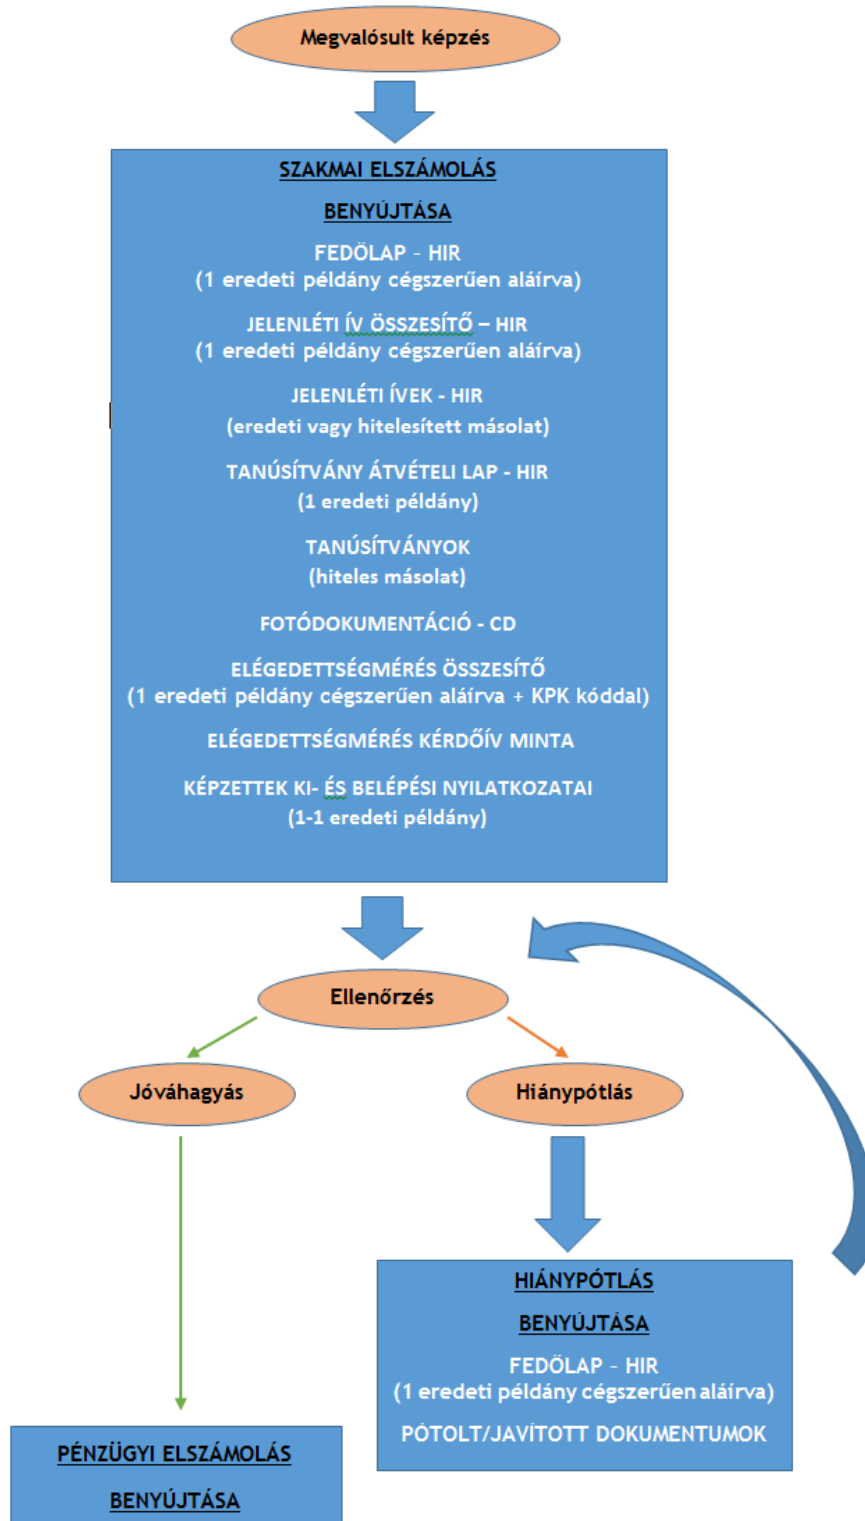 Megvalósult képzés
SZAKMAI ELSZÁMOLÁS
BENYÚJTÁSA
FEDŐLAP – HIR
(1 eredeti példány cégszerűen aláírva)
JELENLÉTI ÍV ÖSSZESÍTŐ – HIR
(1 eredeti példány cégszerűen aláírva)
JELENLÉTI ÍVEK - HIR
(eredeti vagy hitelesített másolat)
TANÚSÍTVÁNY ÁTVÉTELI LAP - HIR
(1 eredeti példány)
TANÚSÍTVÁNYOK
(hiteles másolat)
FOTÓDOKUMENTÁCIÓ - CD
ELÉGEDETTSÉGMÉRÉS ÖSSZESÍTŐ
(1 eredeti példány cégszerűen aláírva + KPK kóddal)
ELÉGEDETTSÉGMÉRÉS KÉRDŐÍV MINTA
KÉPZETTEK KI- ÉS BELÉPÉSI NYILATKOZATAI
(1-1 eredeti példány)
Ellenőrzés
Jóváhagyás
Hiánypótlás
HIÁNYPÓTLÁS
BENYÚJTÁSA
FEDŐLAP – HIR
(1 eredeti példány cégszerűen aláírva)
PÓTOLT/JAVÍTOTT DOKUMENTUMOK
PÉNZÜGYI ELSZÁMOLÁS
BENYÚJTÁSA